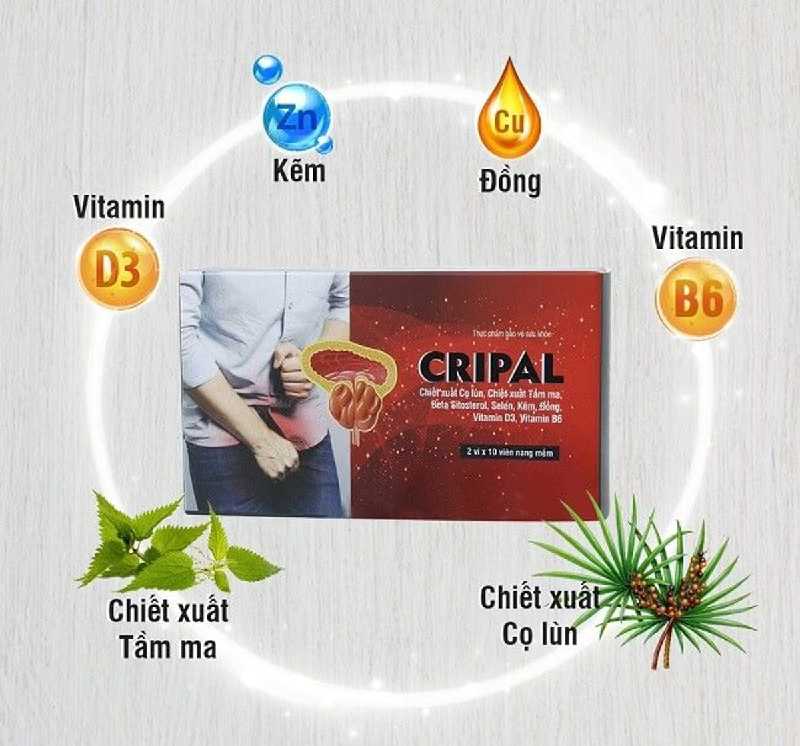 Zn
Kẽm
Cu
Đồng
Vitamin
D3
Vitamin
B6
Thực phẩm bảo vệ sức khỏe
CRIPAL
Chiết xuất Cọ lùn, Chiết xuất Tầm ma,
Beta Sitosterol, Selen, Kẽm, Đồng,
Vitamin D3, Vitamin B6
2 vỉ x 10 viên nang mềm
Chiết xuất
Tầm ma
Chiết xuất
Cọ lùn